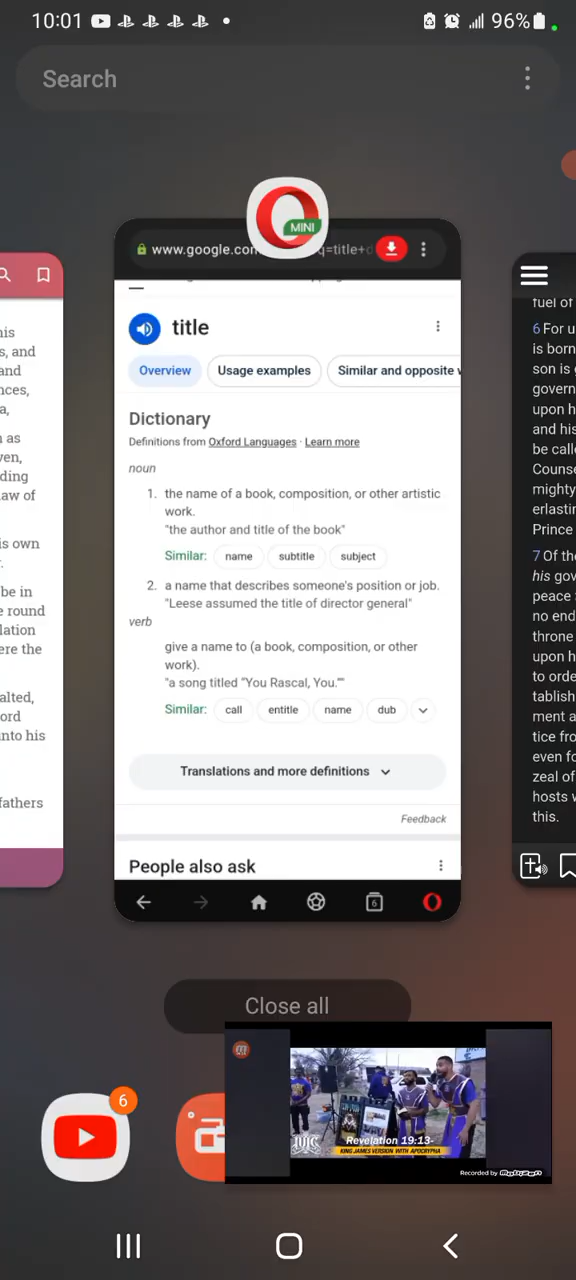 10:01
96%
Search
MINI
www.google.com
q=title+d
title
Overview
Usage examples
Similar and opposite w
Dictionary
Definitions from Oxford Languages · Learn more
noun
1. the name of a book, composition, or other artistic
work.
"the author and title of the book"
Similar: name subtitle subject
2. a name that describes someone's position or job.
"Leese assumed the title of director general"
verb
give a name to (a book, composition, or other
work).
"a song titled “You Rascal, You.”"
Similar: call entitle name dub
Translations and more definitions
Feedback
People also ask
6
his
s, and
and
nces,
a,
n as
ven,
ding
aw of
is own
be in
e round
lation
ere the
alted,
ord
into his
fathers
fuel of
6 For u
is born
son is g
govern
upon h
and his
be calle
Couns
mighty
erlastin
Prince
7 Of the
his gov
peace
no end
throne
upon h
to orde
tablish
ment a
tice fro
even fo
zeal of
hosts w
this.
Close all
6
Revelation 19:13-
KING JAMES VERSION WITH APOCRYPHA
IUIC
Recorded by Mobizen